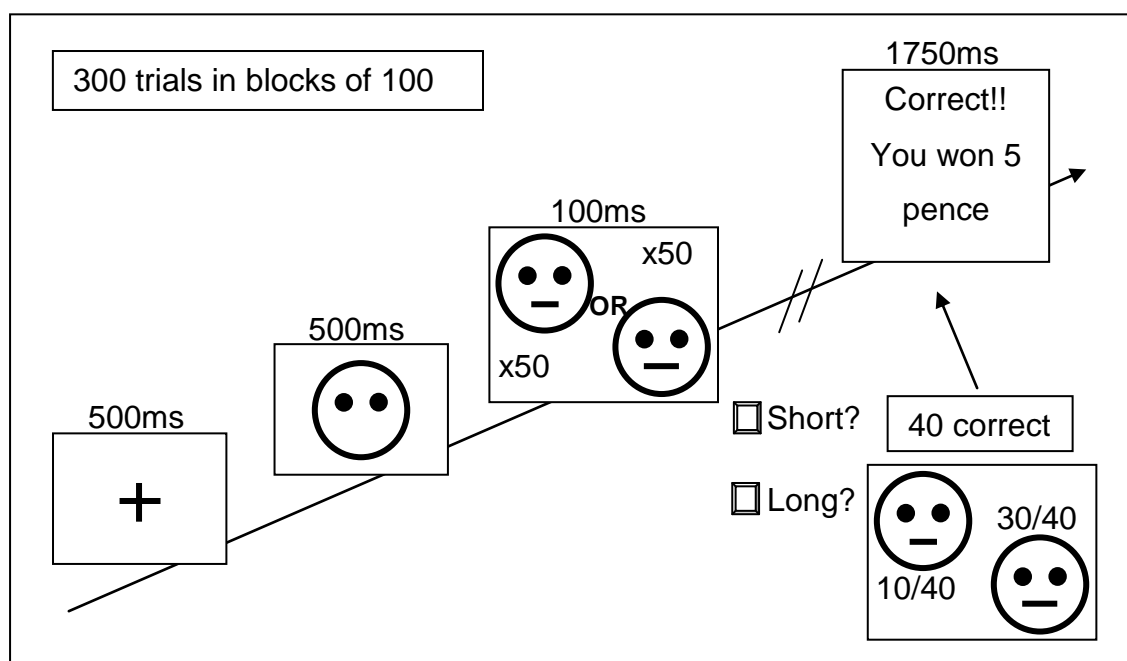 300 trials in blocks of 100
1750ms
Correct!!
You won 5
pence
100ms
x50
OR
x50
500ms
500ms
+
Short?
Long?
40 correct
30/40
10/40